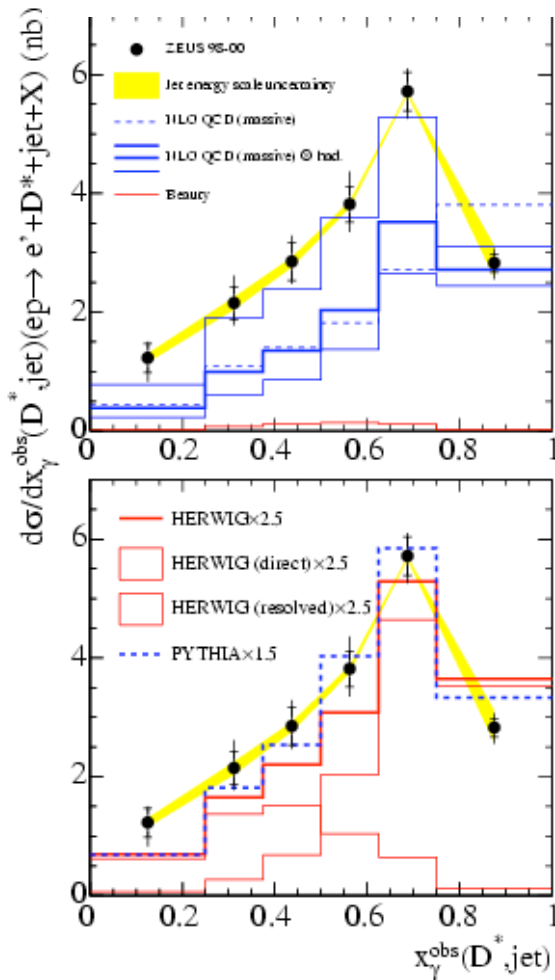 dσ/dx_γ^obs(D*,jet)(ep→ e'+D*+jet+X) (nb)
ZEUS 98-00
Jet energy scale uncertainty
NLO QCD (massive)
NLO QCD (massive) ⊗ had.
Beauty
6
4
2
0
0 0.2 0.4 0.6 0.8 1
HERWIG×2.5
HERWIG (direct)×2.5
HERWIG (resolved)×2.5
PYTHIA×1.5
6
4
2
0
0 0.2 0.4 0.6 0.8 1
x_γ^obs(D*,jet)